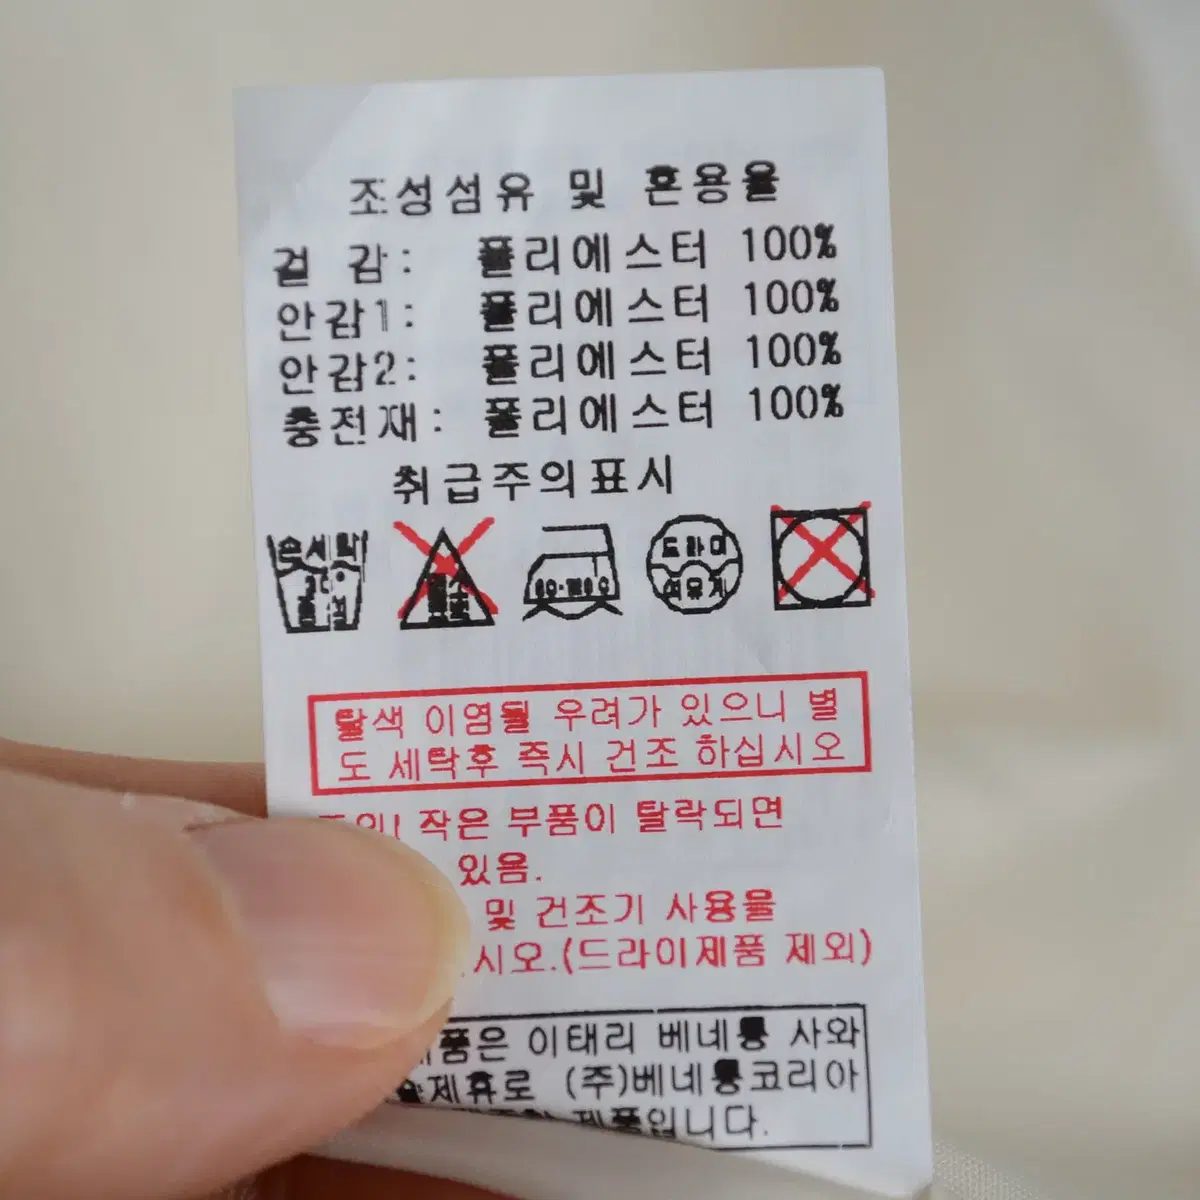 조성섬유 및 혼용율
겉 감: 폴리에스터 100%
안감1: 폴리에스터 100%
안감2: 폴리에스터 100%
충전재: 폴리에스터 100%
취급주의표시
손세탁
중성
드라이
석유계
탈색 이염될 우려가 있으니 별
도 세탁후 즉시 건조 하십시오
작은 부품이 탈락되면
있음.
및 건조기 사용을
시오.(드라이제품 제외)
품은 이태리 베네통 사와
제휴로 (주)베네통코리아
제품입니다.